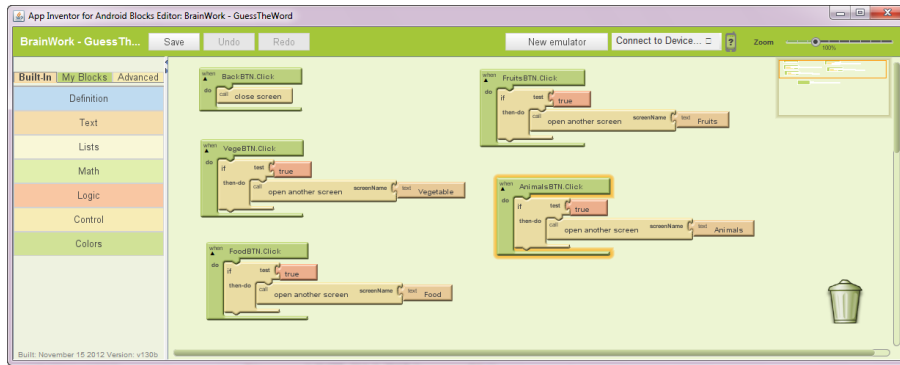 App Inventor for Android Blocks Editor: BrainWork - GuessTheWord
BrainWork - Guess Th... Save Undo Redo New emulator Connect to Device... ? Zoom 100%
Built-In My Blocks Advanced
Definition
Text
Lists
Math
Logic
Control
Colors
Built: November 15 2012 Version: v130b
when BackBTN.Click
do call close screen
when VegeBTN.Click
do if test true
then-do call open another screen screenName text Vegetable
when FoodBTN.Click
do if test true
then-do call open another screen screenName text Food
when FruitsBTN.Click
do if test true
then-do call open another screen screenName text Fruits
when AnimalsBTN.Click
do if test true
then-do call open another screen screenName text Animals